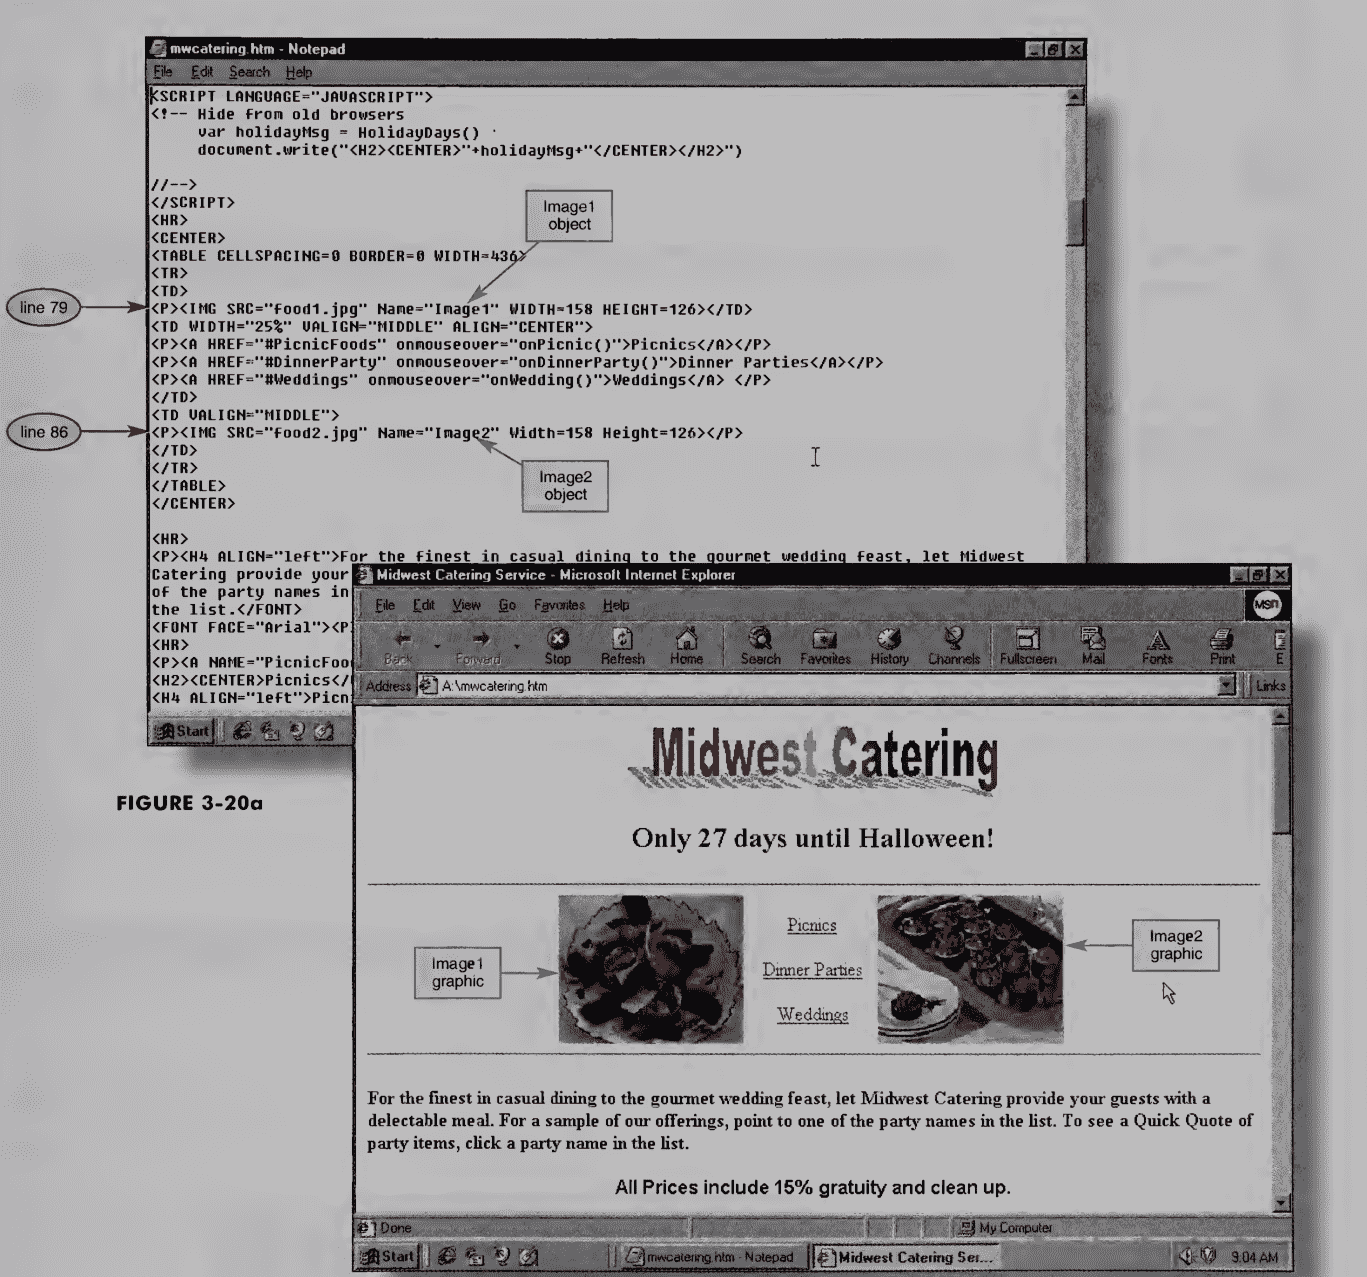 mwcatering.htm - Notepad
File Edit Search Help
<SCRIPT LANGUAGE="JAVASCRIPT">
<!-- Hide from old browsers
var holidayMsg = HolidayDays()
document.write("<H2><CENTER>"+holidayMsg+"</CENTER></H2>")
//-->
</SCRIPT>
<HR>
<CENTER>
<TABLE CELLSPACING=0 BORDER=0 WIDTH=436>
<TR>
<TD>
<P><IMG SRC="food1.jpg" Name="Image1" WIDTH=158 HEIGHT=126></TD>
<TD WIDTH="25%" VALIGN="MIDDLE" ALIGN="CENTER">
<P><A HREF="#PicnicFoods" onmouseover="onPicnic()">Picnics</A></P>
<P><A HREF="#DinnerParty" onmouseover="onDinnerParty()">Dinner Parties</A></P>
<P><A HREF="#Weddings" onmouseover="onWedding()">Weddings</A> </P>
</TD>
<TD VALIGN="MIDDLE">
<P><IMG SRC="food2.jpg" Name="Image2" Width=158 Height=126></P>
</TD>
</TR>
</TABLE>
</CENTER>
<HR>
<P><H4 ALIGN="left">For the finest in casual dining to the gourmet wedding feast, let Midwest
Catering provide your
of the party names in
the list.</FONT>
<FONT FACE="Arial"><P
<HR>
<P><A NAME="PicnicFoo
<H2><CENTER>Picnics</
<H4 ALIGN="left">Picn
Start
Image1
object
line 79
line 86
Image2
object
FIGURE 3-20a
Midwest Catering Service - Microsoft Internet Explorer
File Edit View Go Favorites Help
msn
Back Forward Stop Refresh Home Search Favorites History Channels Fullscreen Mail Fonts Print E
Address A:\mwcatering.htm Links
Midwest Catering
Only 27 days until Halloween!
Image1
graphic
Picnics
Dinner Parties
Weddings
Image2
graphic
For the finest in casual dining to the gourmet wedding feast, let Midwest Catering provide your guests with a
delectable meal. For a sample of our offerings, point to one of the party names in the list. To see a Quick Quote of
party items, click a party name in the list.
All Prices include 15% gratuity and clean up.
Done My Computer
Start mwcatering.htm - Notepad Midwest Catering Ser... 9:04 AM